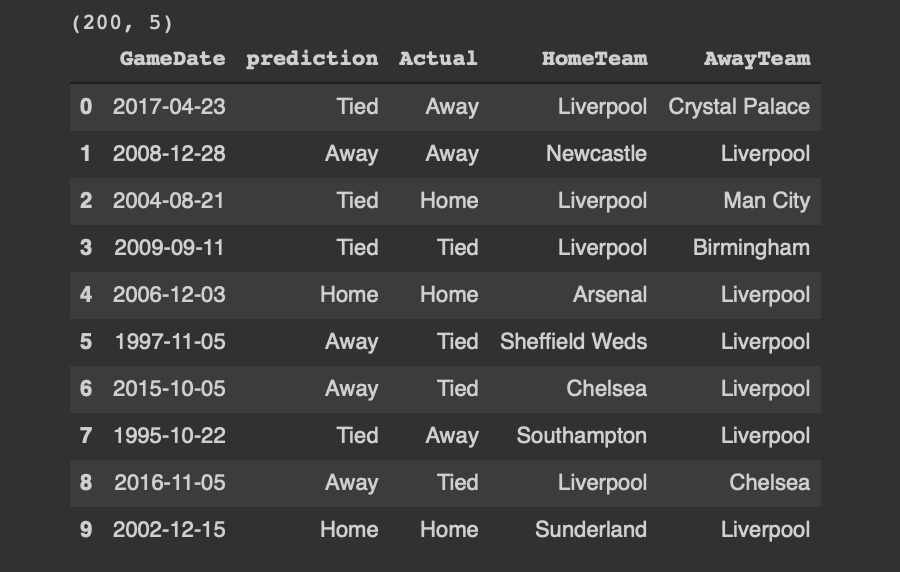 (200, 5)
GameDate prediction Actual HomeTeam AwayTeam
0 2017-04-23 Tied Away Liverpool Crystal Palace
1 2008-12-28 Away Away Newcastle Liverpool
2 2004-08-21 Tied Home Liverpool Man City
3 2009-09-11 Tied Tied Liverpool Birmingham
4 2006-12-03 Home Home Arsenal Liverpool
5 1997-11-05 Away Tied Sheffield Weds Liverpool
6 2015-10-05 Away Tied Chelsea Liverpool
7 1995-10-22 Tied Away Southampton Liverpool
8 2016-11-05 Away Tied Liverpool Chelsea
9 2002-12-15 Home Home Sunderland Liverpool